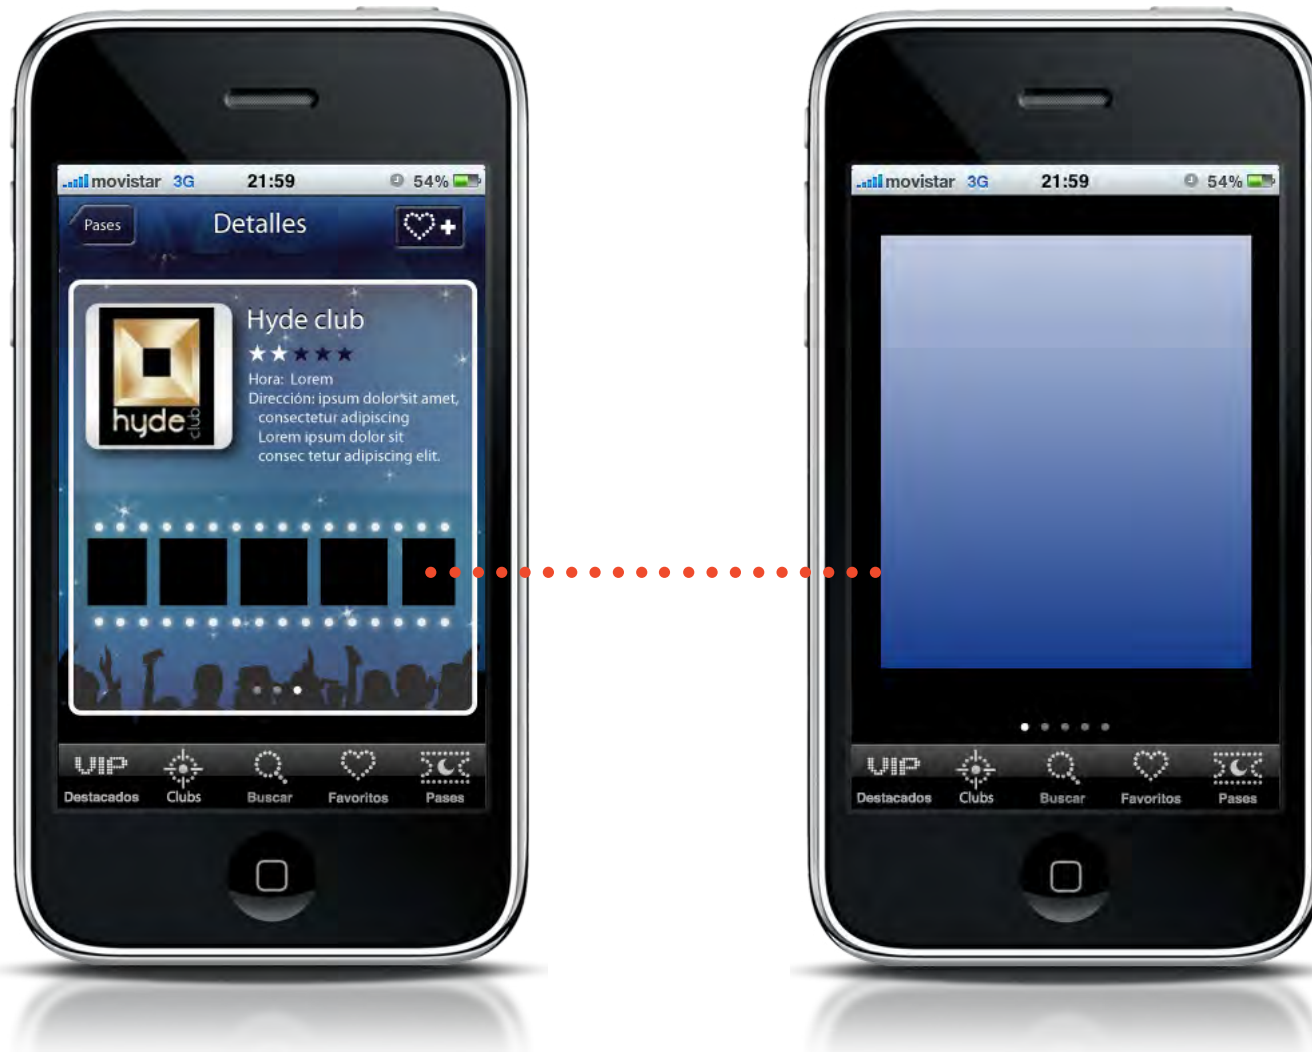 movistar 3G 21:59 54%
Pases Detalles
Hyde club
Hora: Lorem
Dirección: ipsum dolor sit amet,
consectetur adipiscing
Lorem ipsum dolor sit
consec tetur adipiscing elit.
hyde club
VIP
Destacados Clubs Buscar Favoritos Pases
movistar 3G 21:59 54%
VIP
Destacados Clubs Buscar Favoritos Pases